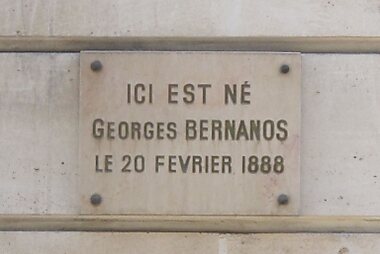 ICI EST NÉ
GEORGES BERNANOS
LE 20 FEVRIER 1888